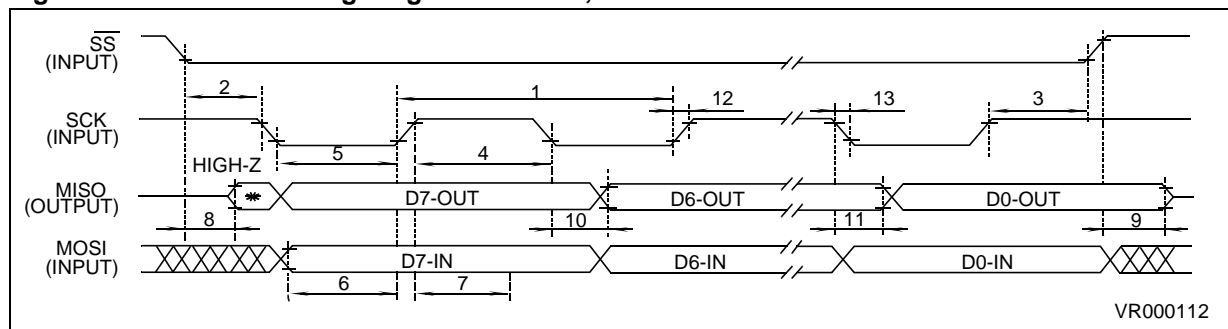 SS
(INPUT)
2
1
12
13
3
SCK
(INPUT)
5
4
HIGH-Z
MISO
(OUTPUT)
*
D7-OUT
D6-OUT
D0-OUT
8
10
11
9
MOSI
(INPUT)
D7-IN
D6-IN
D0-IN
6
7
VR000112